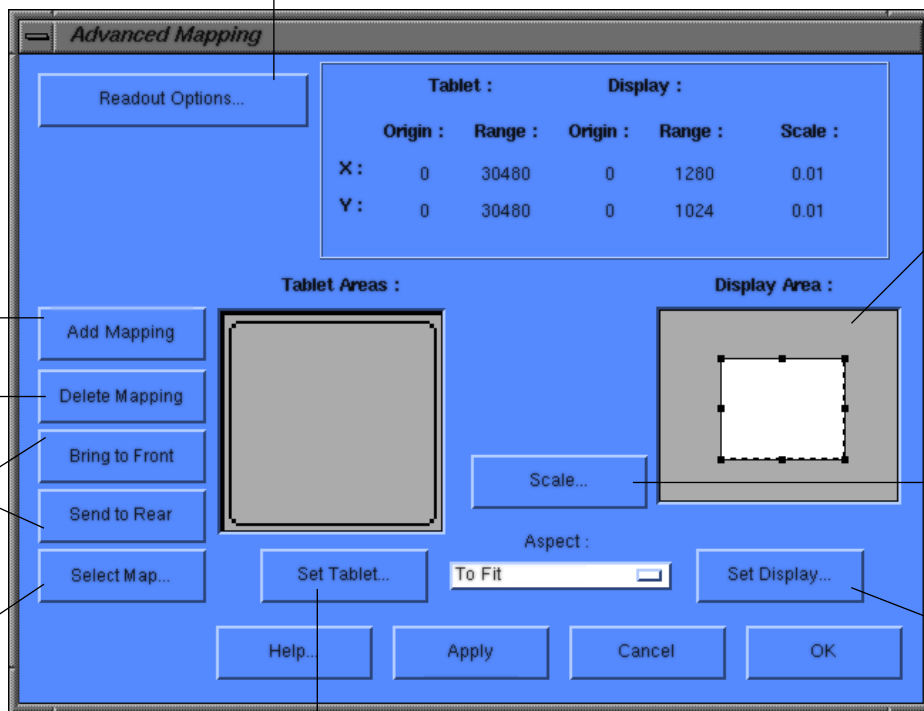 Advanced Mapping
Readout Options...
Tablet : Display :
Origin : Range : Origin : Range : Scale :
X : 0 30480 0 1280 0.01
Y : 0 30480 0 1024 0.01
Tablet Areas : Display Area :
Add Mapping
Delete Mapping
Bring to Front
Scale...
Send to Rear
Aspect :
Select Map... Set Tablet... To Fit Set Display...
Help... Apply Cancel OK